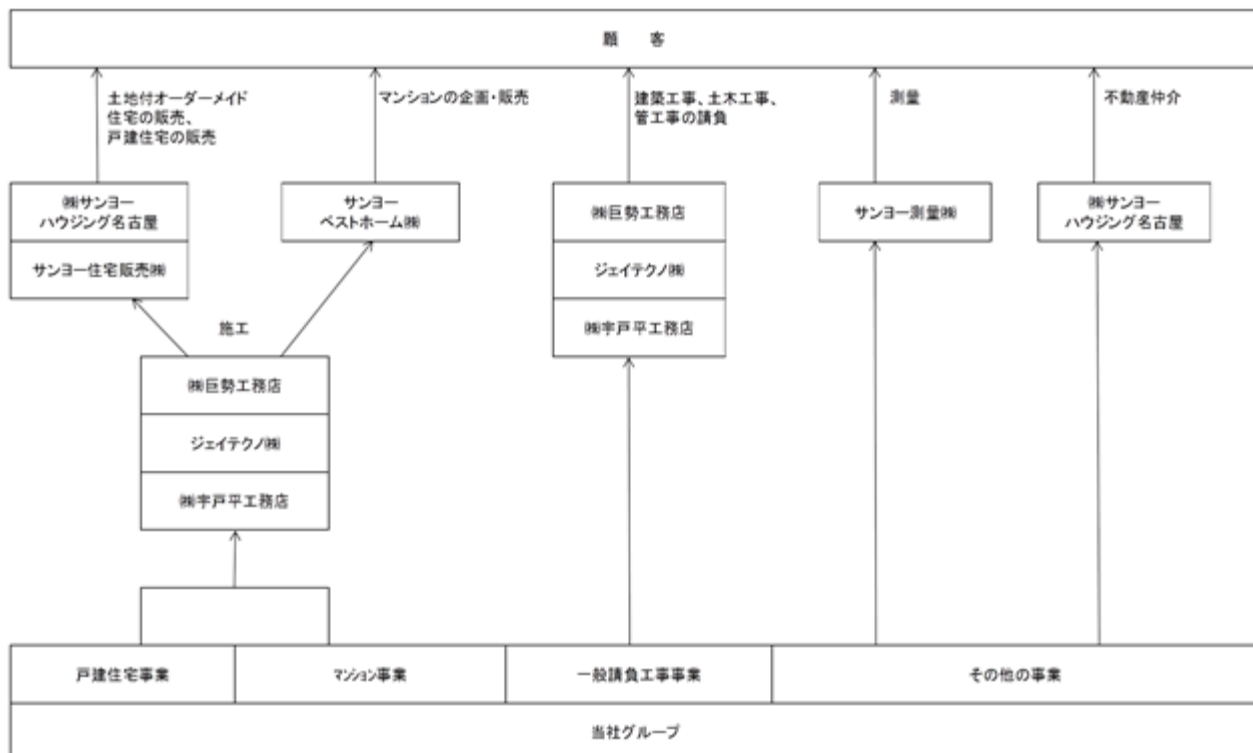 顧　　客
土地付オーダーメイド
住宅の販売、
戸建住宅の販売
マンションの企画・販売
建築工事、土木工事、
管工事の請負
測量
不動産仲介
㈱サンヨー
ハウジング名古屋
サンヨー住宅販売㈱
サンヨー
ベストホーム㈱
㈱巨勢工務店
ジェイテクノ㈱
㈱宇戸平工務店
サンヨー測量㈱
㈱サンヨー
ハウジング名古屋
施工
㈱巨勢工務店
ジェイテクノ㈱
㈱宇戸平工務店
戸建住宅事業
マンション事業
一般請負工事事業
その他の事業
当社グループ